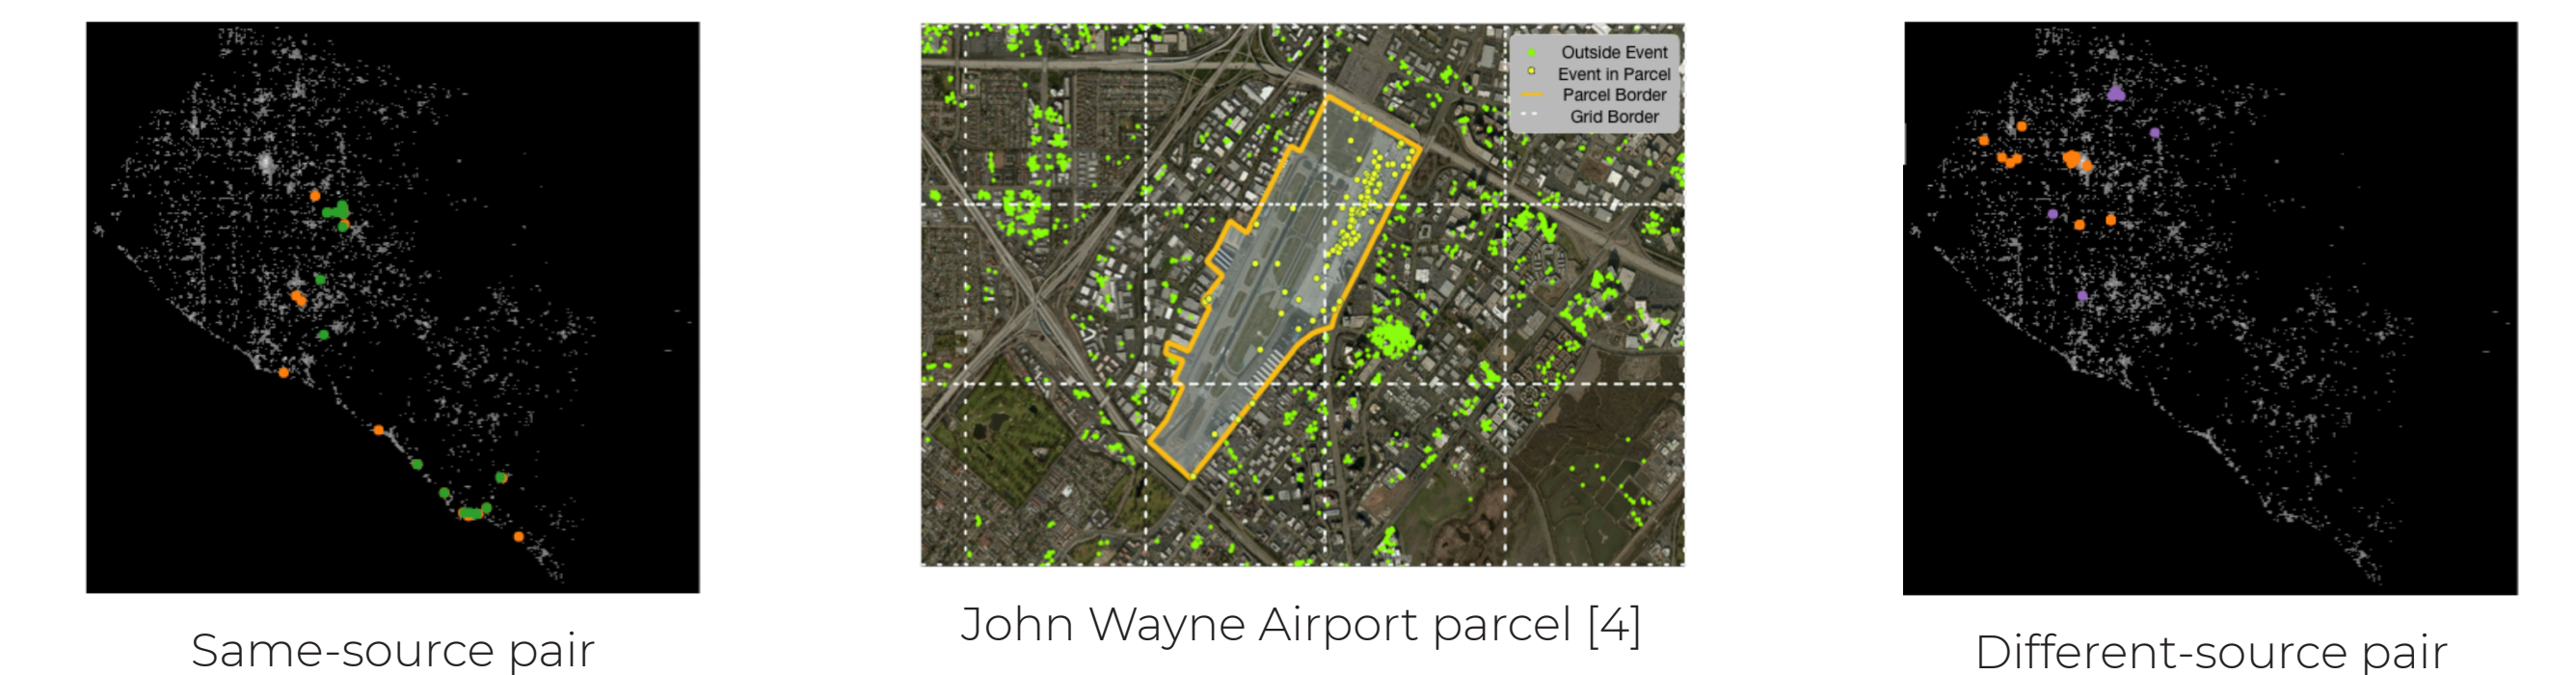 Outside Event
Event in Parcel
Parcel Border
Grid Border
Same-source pair
John Wayne Airport parcel [4]
Different-source pair